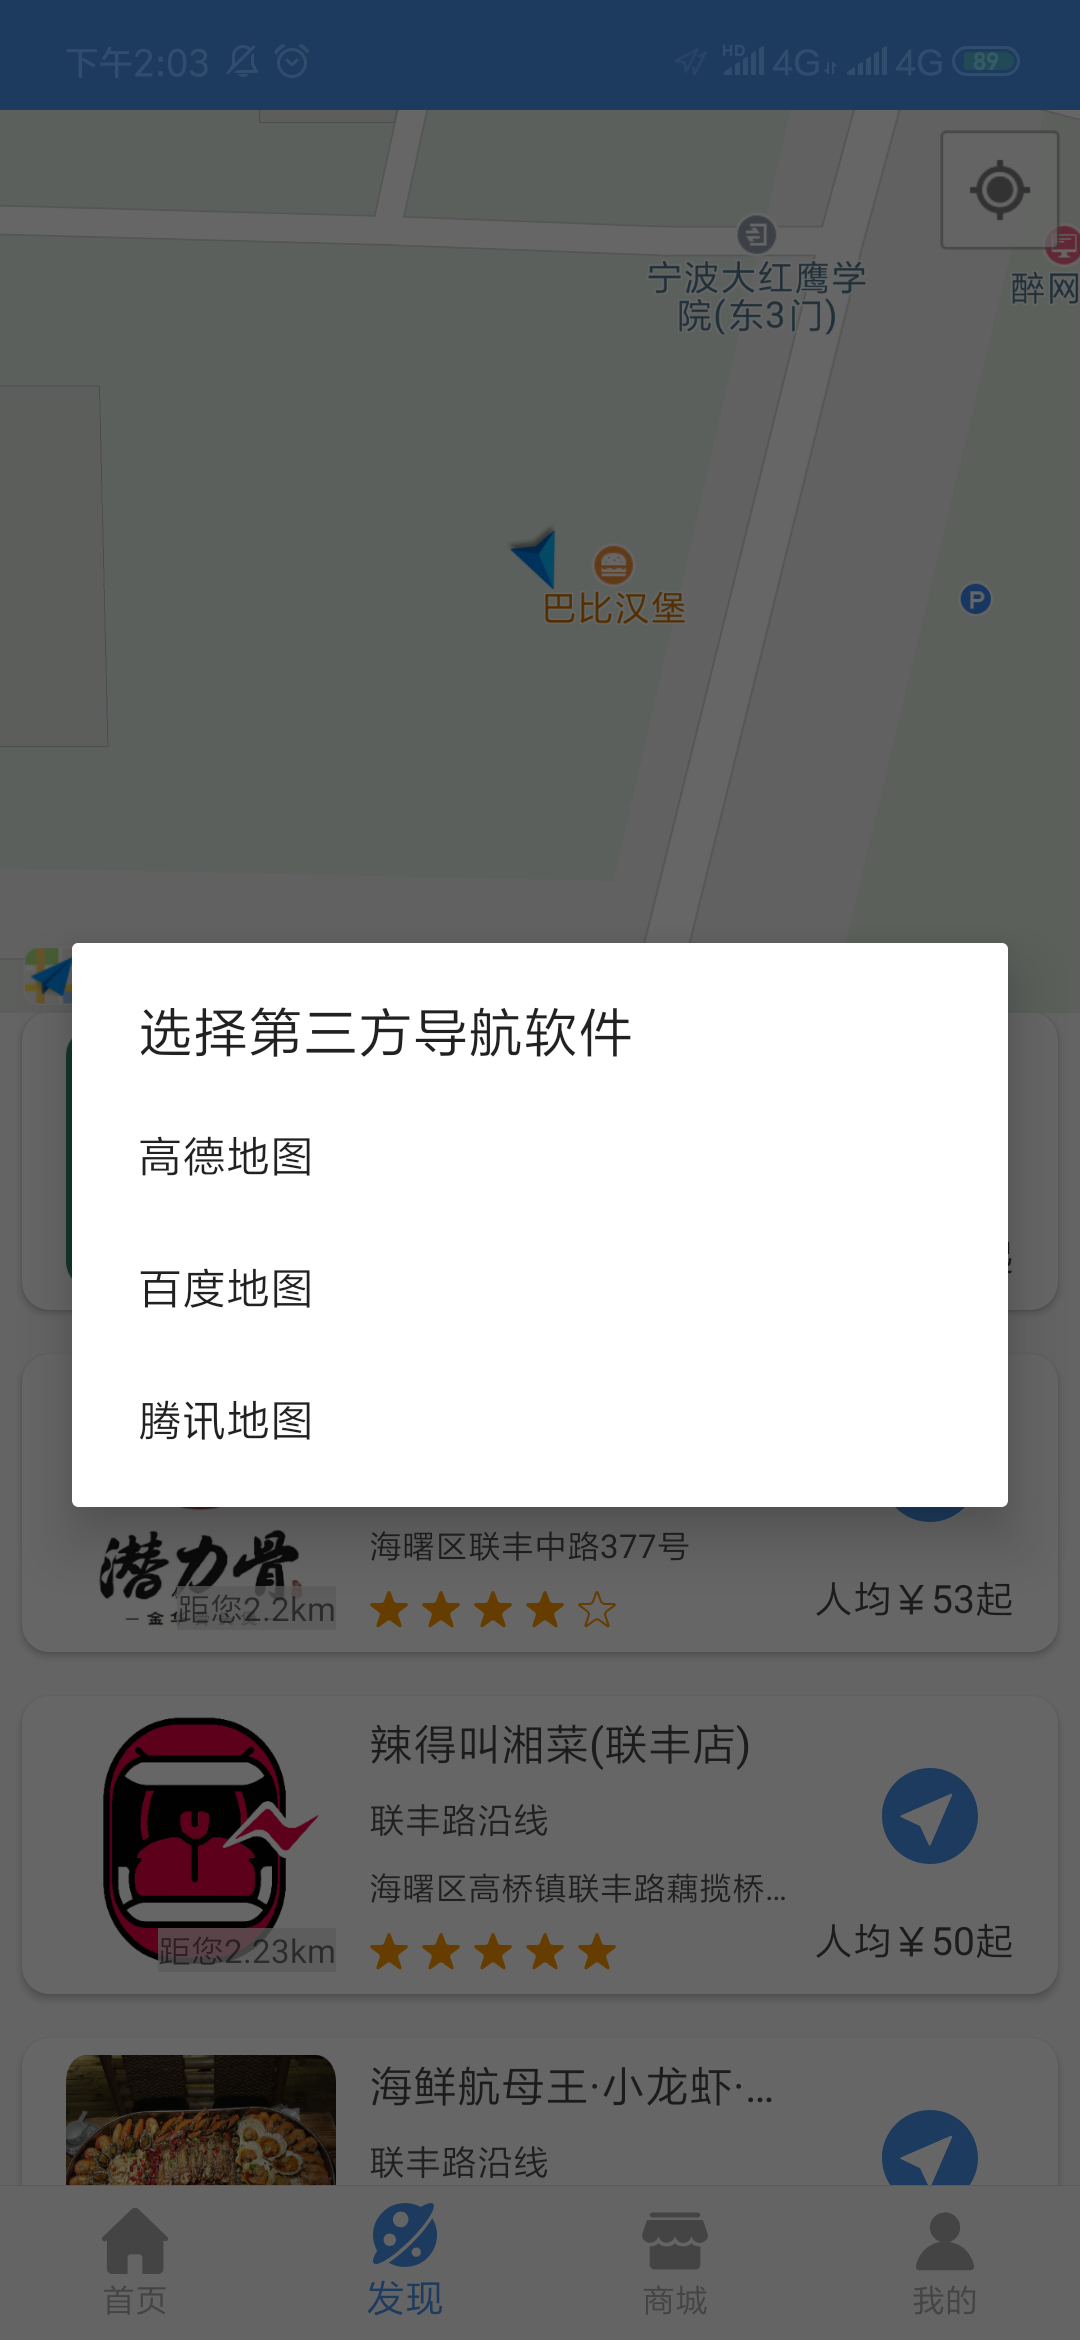 下午2:03
HD 4G 4G 89
宁波大红鹰学
院(东3门)
醉网
巴比汉堡
P
选择第三方导航软件
高德地图
百度地图
腾讯地图
海曙区联丰中路377号
潜力骨
距您2.2km
人均￥53起
辣得叫湘菜(联丰店)
联丰路沿线
海曙区高桥镇联丰路藕揽桥...
距您2.23km
人均￥50起
海鲜航母王·小龙虾·...
联丰路沿线
首页
发现
商城
我的